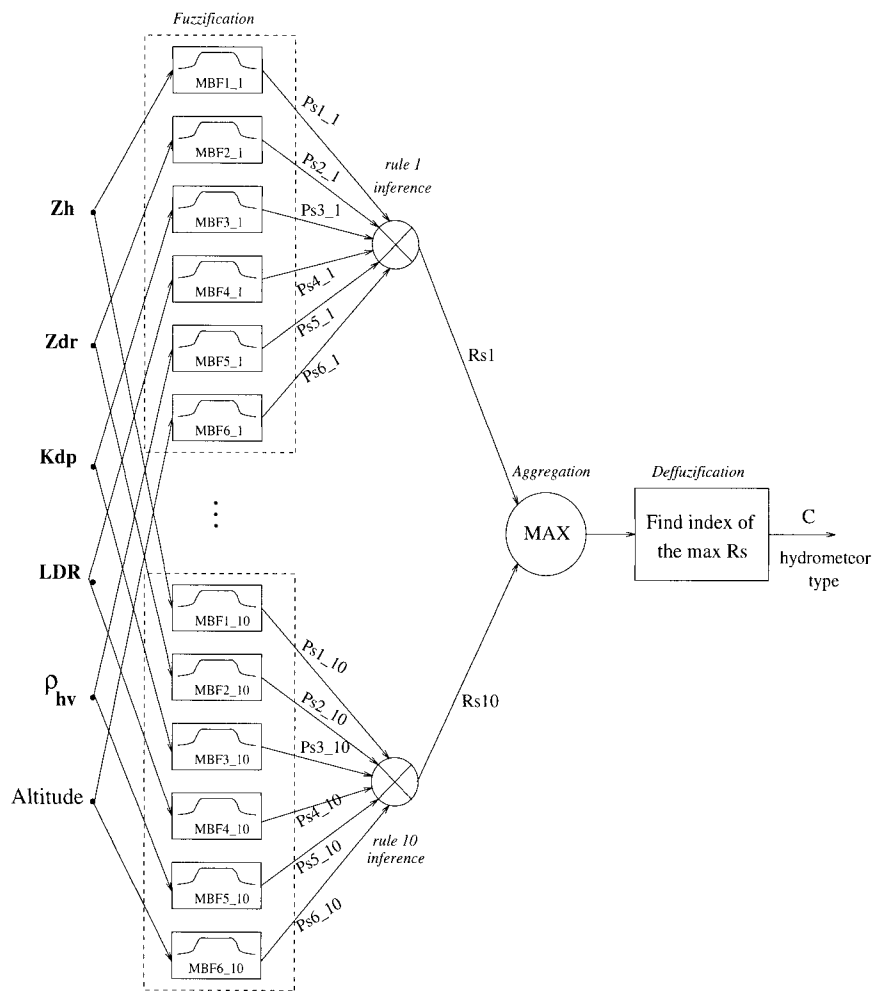 Fuzzification
MBF1_1
MBF2_1
MBF3_1
MBF4_1
MBF5_1
MBF6_1
Zh
Zdr
Kdp
LDR
ρhv
Altitude
Ps1_1
Ps2_1
Ps3_1
Ps4_1
Ps5_1
Ps6_1
rule 1
inference
Rs1
...
MBF1_10
MBF2_10
MBF3_10
MBF4_10
MBF5_10
MBF6_10
Ps1_10
Ps2_10
Ps3_10
Ps4_10
Ps5_10
Ps6_10
rule 10
inference
Rs10
Aggregation
MAX
Deffuzification
Find index of
the max Rs
C
hydrometeor
type